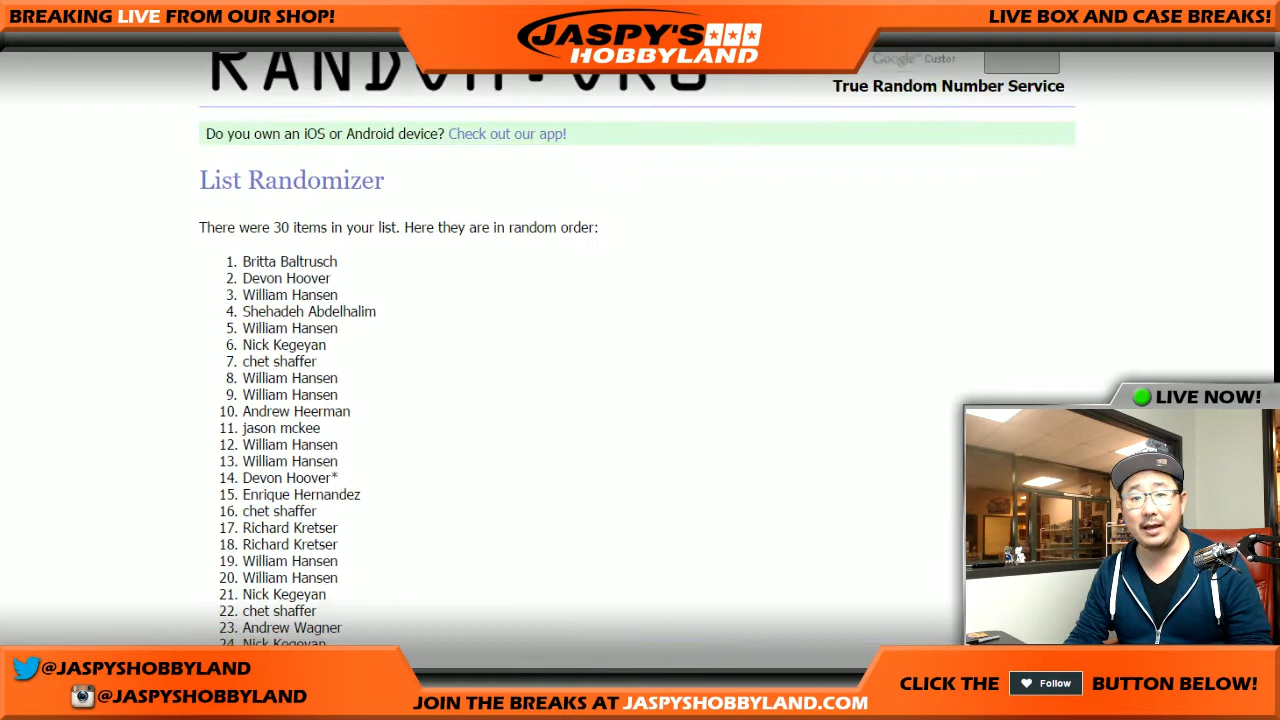 BREAKING LIVE FROM OUR SHOP!
JASPY'S
HOBBYLAND
LIVE BOX AND CASE BREAKS!
RANDOM.ORG
Google™ Custom
True Random Number Service
Do you own an iOS or Android device? Check out our app!
List Randomizer
There were 30 items in your list. Here they are in random order:
1. Britta Baltrusch
2. Devon Hoover
3. William Hansen
4. Shehadeh Abdelhalim
5. William Hansen
6. Nick Kegeyan
7. chet shaffer
8. William Hansen
9. William Hansen
10. Andrew Heerman
11. jason mckee
12. William Hansen
13. William Hansen
14. Devon Hoover*
15. Enrique Hernandez
16. chet shaffer
17. Richard Kretser
18. Richard Kretser
19. William Hansen
20. William Hansen
21. Nick Kegeyan
22. chet shaffer
23. Andrew Wagner
24. Nick Kegeyan
LIVE NOW!
@JASPYSHOBBYLAND
@JASPYSHOBBYLAND
JOIN THE BREAKS AT JASPYSHOBBYLAND.COM
CLICK THE Follow BUTTON BELOW!